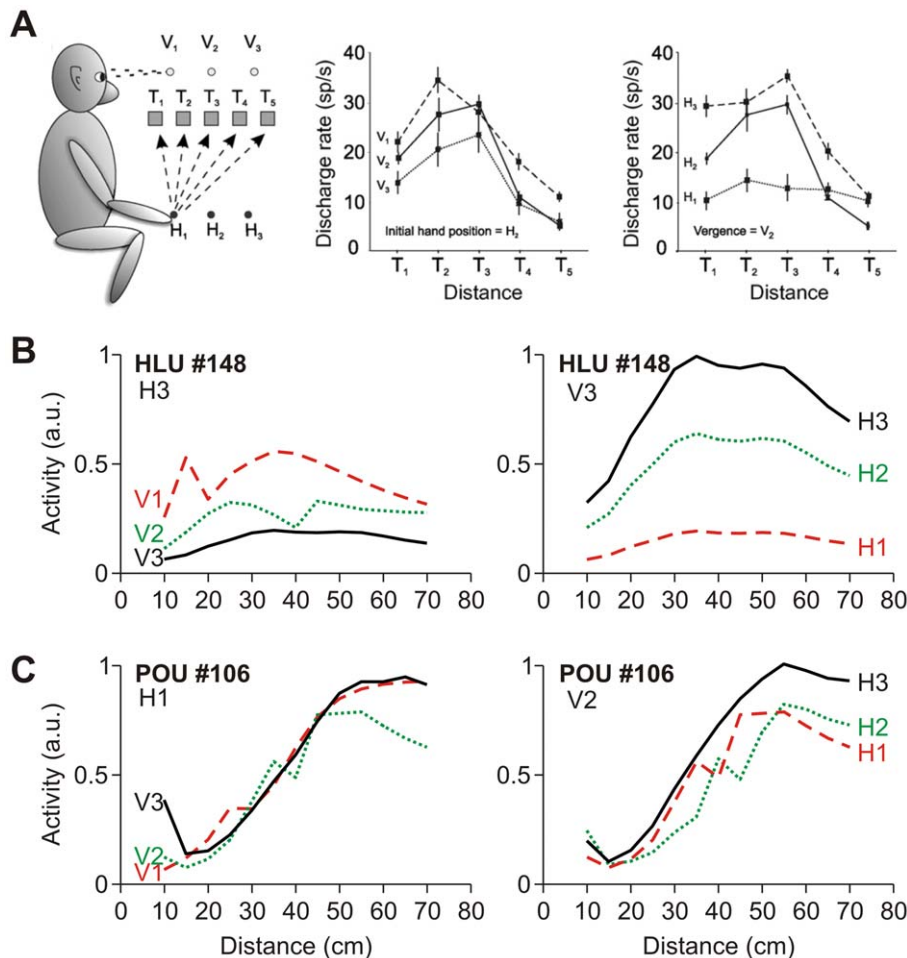 A
V1 V2 V3
T1 T2 T3 T4 T5
H1 H2 H3
Discharge rate (sp/s)
40
30
20
10
0
V1
V2
V3
Initial hand position = H2
T1 T2 T3 T4 T5
Distance
Discharge rate (sp/s)
40
30
20
10
0
H3
H2
H1
Vergence = V2
T1 T2 T3 T4 T5
Distance
B
HLU #148
H3
Activity (a.u.)
1
0.5
0
V1
V2
V3
0 10 20 30 40 50 60 70 80
HLU #148
V3
1
0.5
0
H3
H2
H1
0 10 20 30 40 50 60 70 80
C
POU #106
H1
Activity (a.u.)
1
0.5
0
V3
V2
V1
0 10 20 30 40 50 60 70 80
Distance (cm)
POU #106
V2
1
0.5
0
H3
H2
H1
0 10 20 30 40 50 60 70 80
Distance (cm)